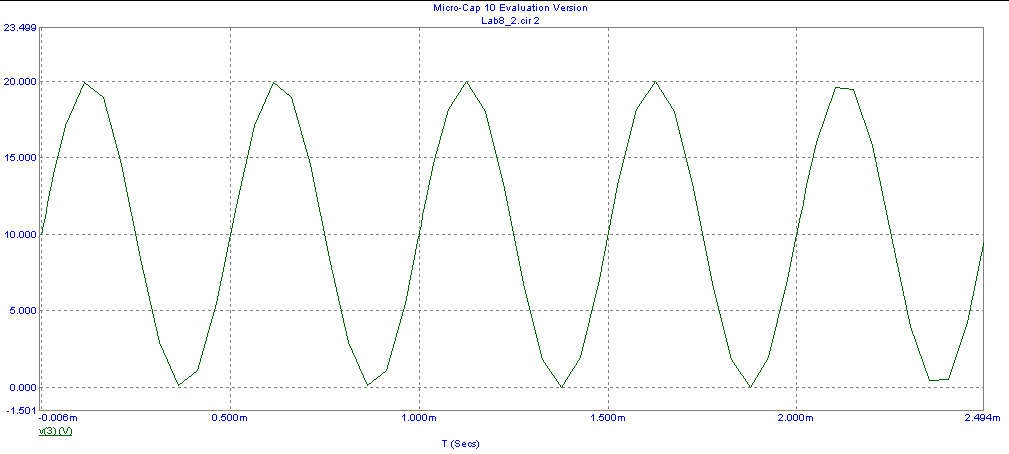 Micro-Cap 10 Evaluation Version
Lab8_2.cir 2
23.499
20.000
15.000
10.000
5.000
0.000
-1.501
-0.006m 0.500m 1.000m 1.500m 2.000m 2.494m
v(3) (V)
T (Secs)